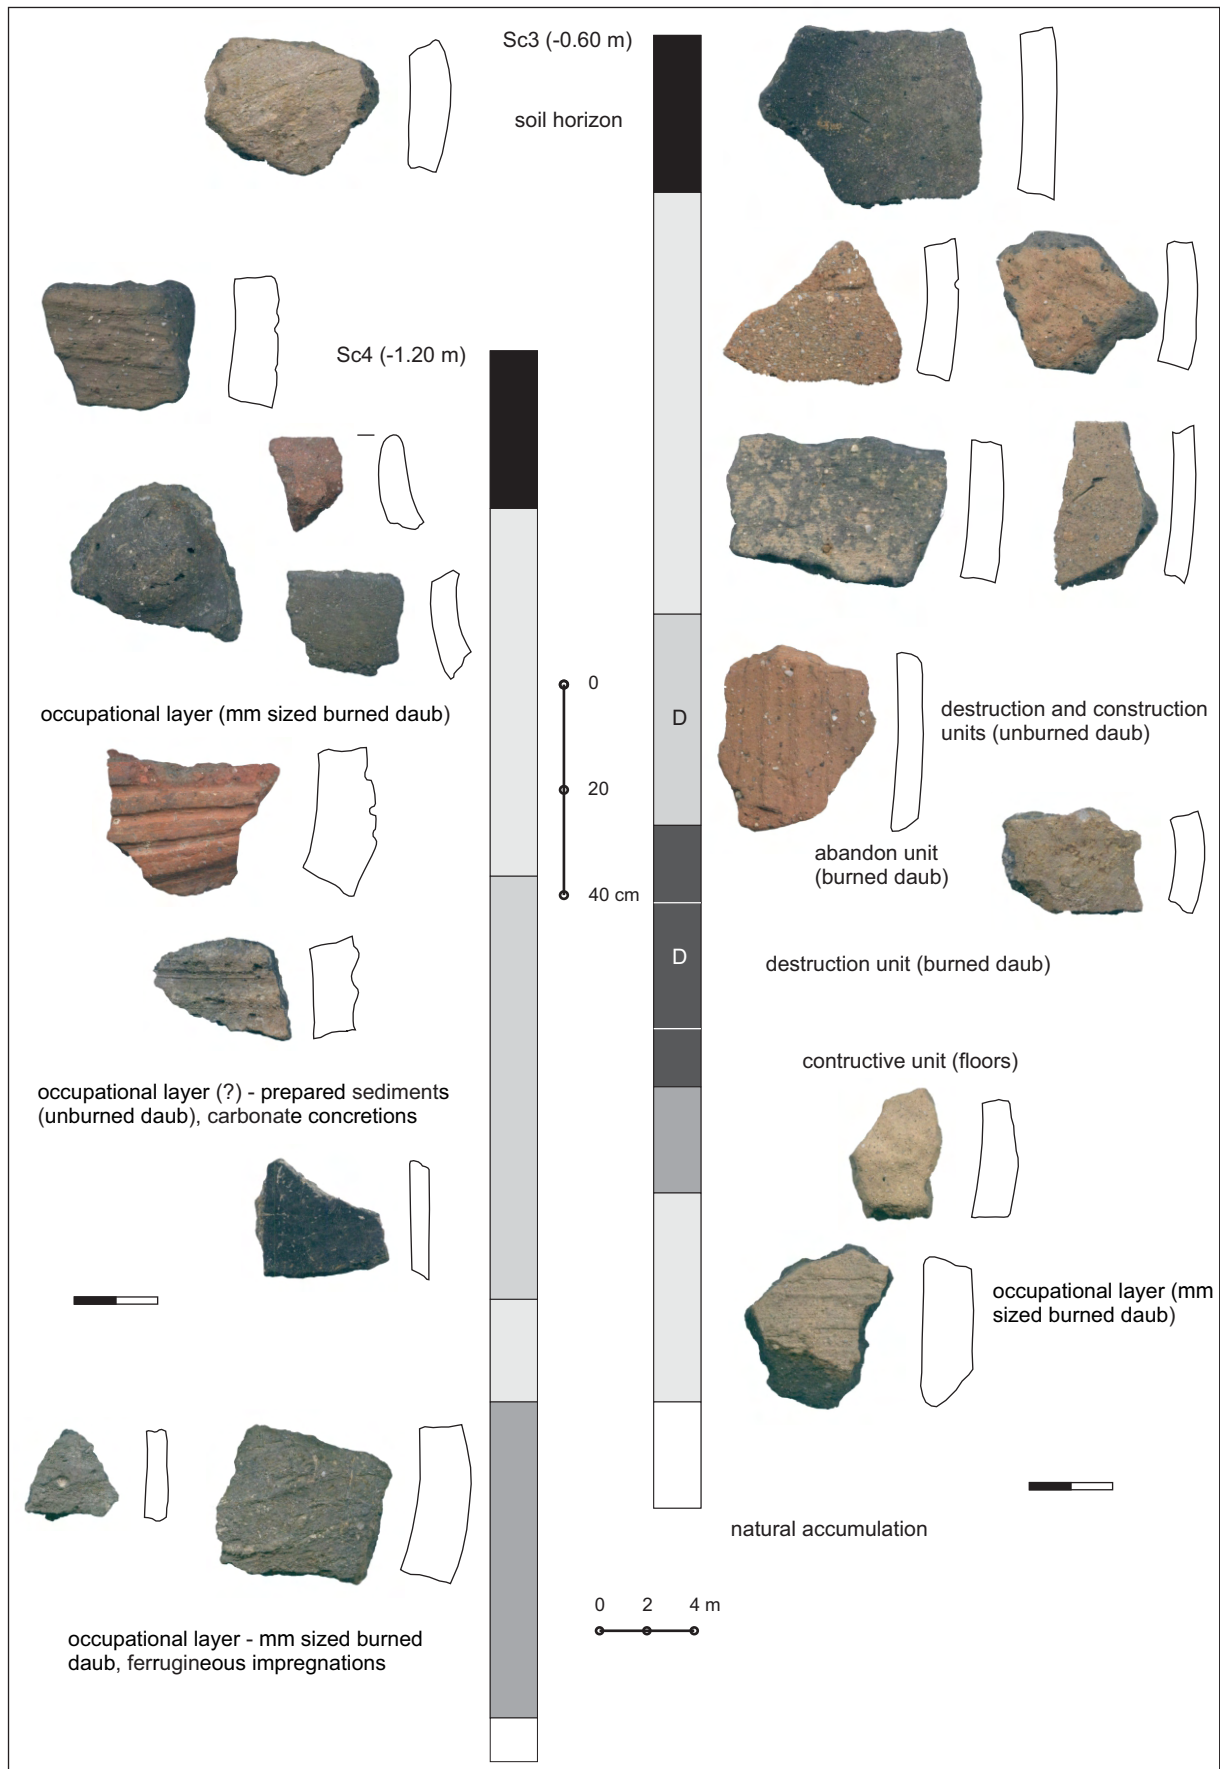 Sc3 (-0.60 m)
soil horizon
Sc4 (-1.20 m)
occupational layer (mm sized burned daub)
0
20
40 cm
D
destruction and construction
units (unburned daub)
abandon unit
(burned daub)
D
destruction unit (burned daub)
contructive unit (floors)
occupational layer (?) - prepared sediments
(unburned daub), carbonate concretions
occupational layer (mm
sized burned daub)
natural accumulation
0 2 4 m
occupational layer - mm sized burned
daub, ferrugineous impregnations